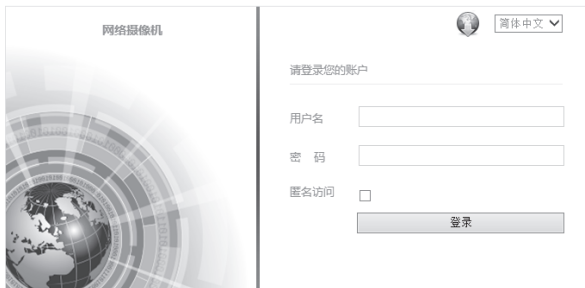 网络摄像机
简体中文
请登录您的账户
用户名
密 码
匿名访问
登录